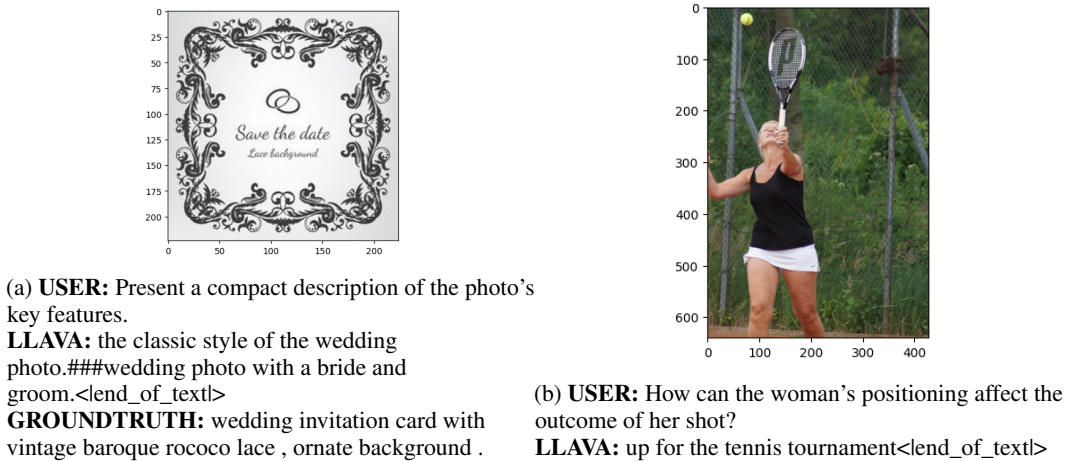 0
25
50
75
100
125
150
175
200
0 50 100 150 200
Save the date
Lace background
(a) USER: Present a compact description of the photo's
key features.
LLAVA: the classic style of the wedding
photo.###wedding photo with a bride and
groom.<|end_of_text|>
GROUNDTRUTH: wedding invitation card with
vintage baroque rococo lace , ornate background .
0
100
200
300
400
500
600
0 100 200 300 400
P
(b) USER: How can the woman's positioning affect the
outcome of her shot?
LLAVA: up for the tennis tournament<|end_of_text|>